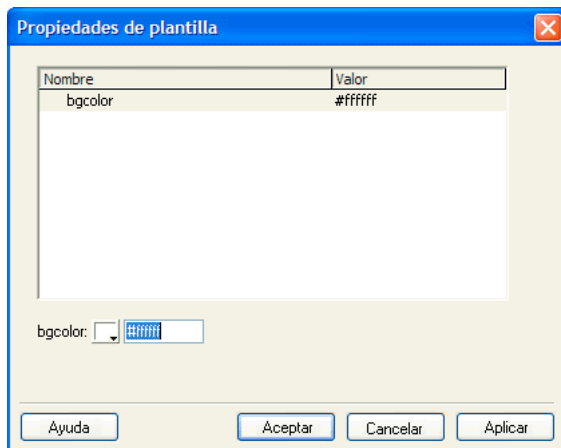 Propiedades de plantilla
Nombre Valor
bgcolor #ffffff
bgcolor: #ffffff
Ayuda Aceptar Cancelar Aplicar